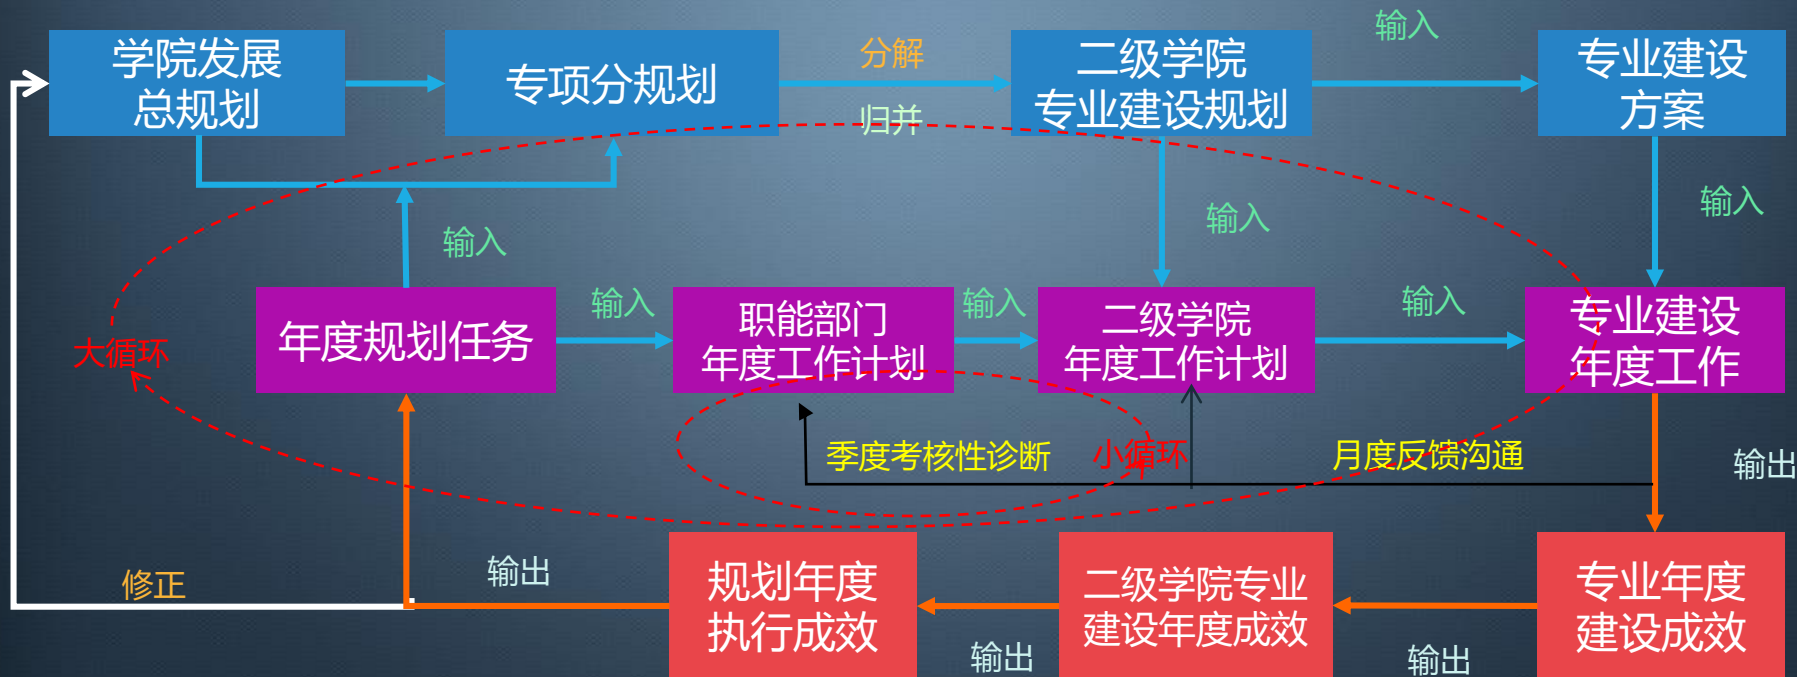 输入
学院发展
总规划
专项分规划
分解
归并
二级学院
专业建设规划
专业建设
方案
输入
输入
输入
年度规划任务
输入
职能部门
年度工作计划
输入
二级学院
年度工作计划
输入
专业建设
年度工作
大循环
季度考核性诊断
小循环
月度反馈沟通
输出
修正
输出
规划年度
执行成效
输出
二级学院专业
建设年度成效
输出
专业年度
建设成效